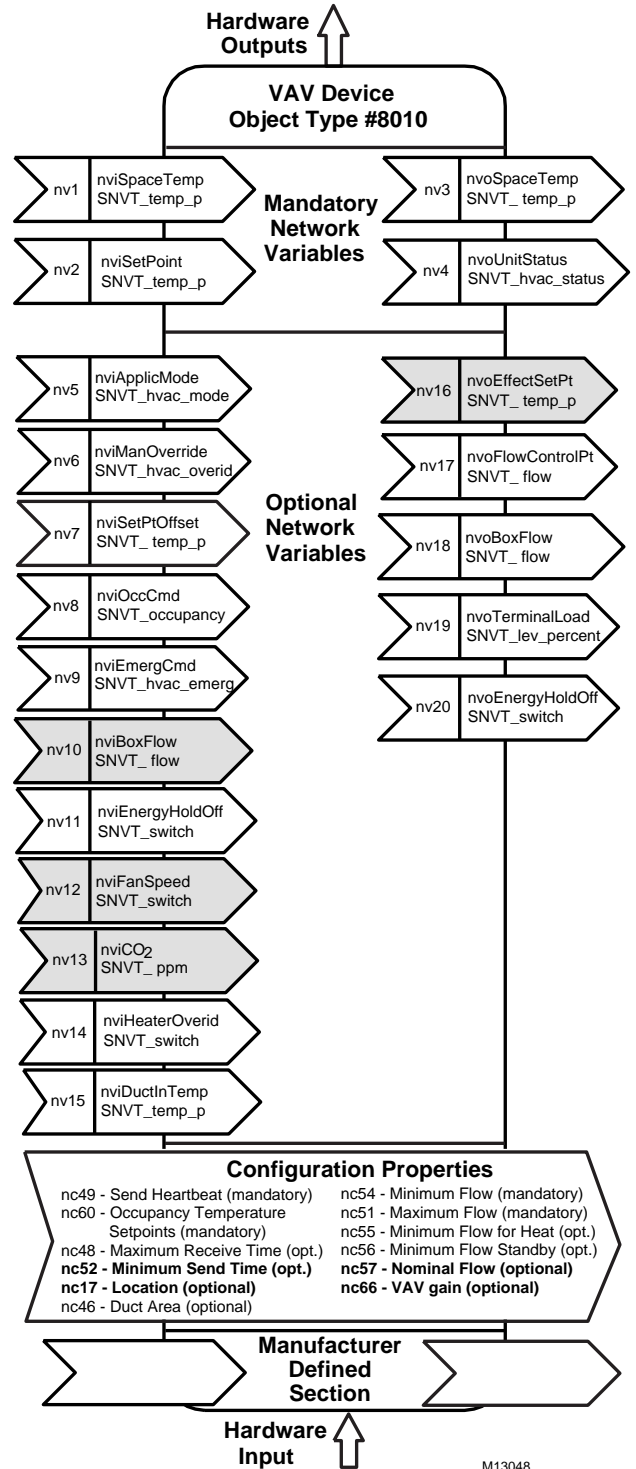 Hardware
Outputs
VAV Device
Object Type #8010
nv1
nviSpaceTemp
SNVT_temp_p
nv2
nviSetPoint
SNVT_temp_p
Mandatory
Network
Variables
nv3
nvoSpaceTemp
SNVT_ temp_p
nv4
nvoUnitStatus
SNVT_hvac_status
nv5
nviApplicMode
SNVT_hvac_mode
nv6
nviManOverride
SNVT_hvac_overid
nv7
nviSetPtOffset
SNVT_ temp_p
nv8
nviOccCmd
SNVT_occupancy
nv9
nviEmergCmd
SNVT_hvac_emerg
nv10
nviBoxFlow
SNVT_ flow
nv11
nviEnergyHoldOff
SNVT_switch
nv12
nviFanSpeed
SNVT_switch
nv13
nviCO2
SNVT_ ppm
nv14
nviHeaterOverid
SNVT_switch
nv15
nviDuctInTemp
SNVT_temp_p
Optional
Network
Variables
nv16
nvoEffectSetPt
SNVT_ temp_p
nv17
nvoFlowControlPt
SNVT_ flow
nv18
nvoBoxFlow
SNVT_ flow
nv19
nvoTerminalLoad
SNVT_lev_percent
nv20
nvoEnergyHoldOff
SNVT_switch
Configuration Properties
nc49 - Send Heartbeat (mandatory)
nc60 - Occupancy Temperature
Setpoints (mandatory)
nc48 - Maximum Receive Time (opt.)
nc52 - Minimum Send Time (opt.)
nc17 - Location (optional)
nc46 - Duct Area (optional)
nc54 - Minimum Flow (mandatory)
nc51 - Maximum Flow (mandatory)
nc55 - Minimum Flow for Heat (opt.)
nc56 - Minimum Flow Standby (opt.)
nc57 - Nominal Flow (optional)
nc66 - VAV gain (optional)
Manufacturer
Defined
Section
Hardware
Input
M13048